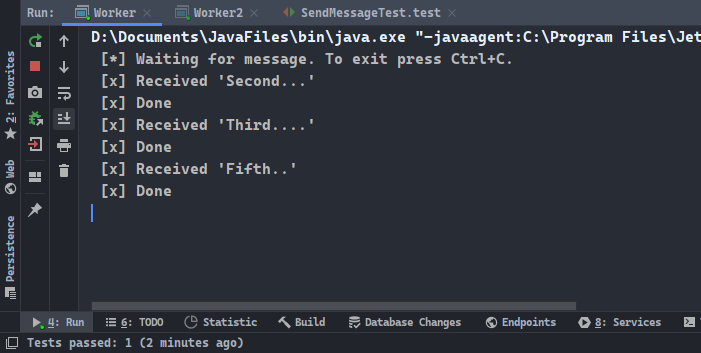 Run: Worker × Worker2 × SendMessageTest.test ×
D:\Documents\JavaFiles\bin\java.exe "-javaagent:C:\Program Files\Jet
[*] Waiting for message. To exit press Ctrl+C.
[x] Received 'Second...'
[x] Done
[x] Received 'Third....'
[x] Done
[x] Received 'Fifth..'
[x] Done
2: Favorites
Web
Persistence
4: Run 6: TODO Statistic Build Database Changes Endpoints 8: Services
Tests passed: 1 (2 minutes ago)